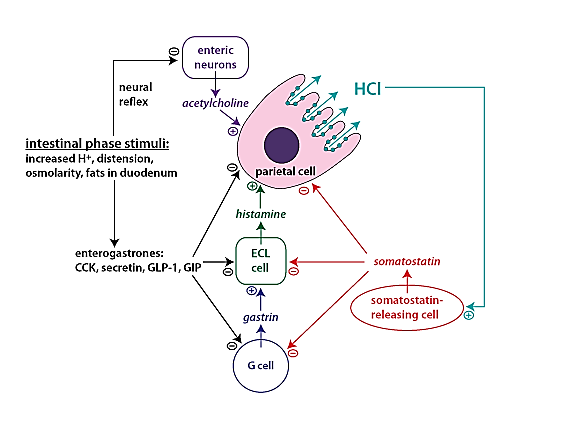 enteric
neurons
neural
reflex
acetylcholine
HCl
intestinal phase stimuli:
increased H⁺, distension,
osmolarity, fats in duodenum
parietal cell
histamine
enterogastrones:
CCK, secretin, GLP-1, GIP
ECL
cell
somatostatin
somatostatin-
releasing cell
gastrin
G cell